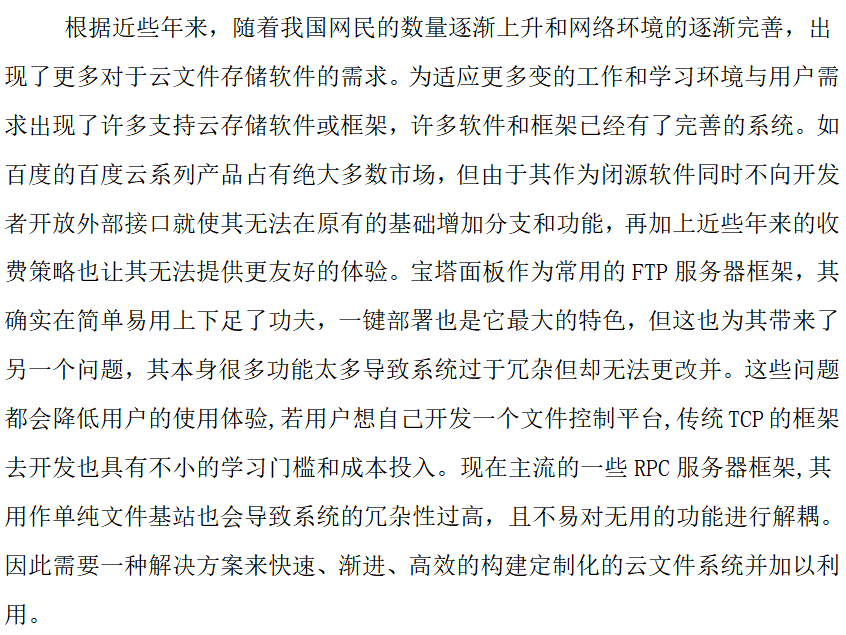 根据近些年来，随着我国网民的数量逐渐上升和网络环境的逐渐完善，出
现了更多对于云文件存储软件的需求。为适应更多变的工作和学习环境与用户需
求出现了许多支持云存储软件或框架，许多软件和框架已经有了完善的系统。如
百度的百度云系列产品占有绝大多数市场，但由于其作为闭源软件同时不向开发
者开放外部接口就使其无法在原有的基础增加分支和功能，再加上近些年来的收
费策略也让其无法提供更友好的体验。宝塔面板作为常用的 FTP 服务器框架，其
确实在简单易用上下足了功夫，一键部署也是它最大的特色，但这也为其带来了
另一个问题，其本身很多功能太多导致系统过于冗杂但却无法更改并。这些问题
都会降低用户的使用体验,若用户想自己开发一个文件控制平台,传统 TCP 的框架
去开发也具有不小的学习门槛和成本投入。现在主流的一些 RPC 服务器框架,其
用作单纯文件基站也会导致系统的冗杂性过高，且不易对无用的功能进行解耦。
因此需要一种解决方案来快速、渐进、高效的构建定制化的云文件系统并加以利
用。